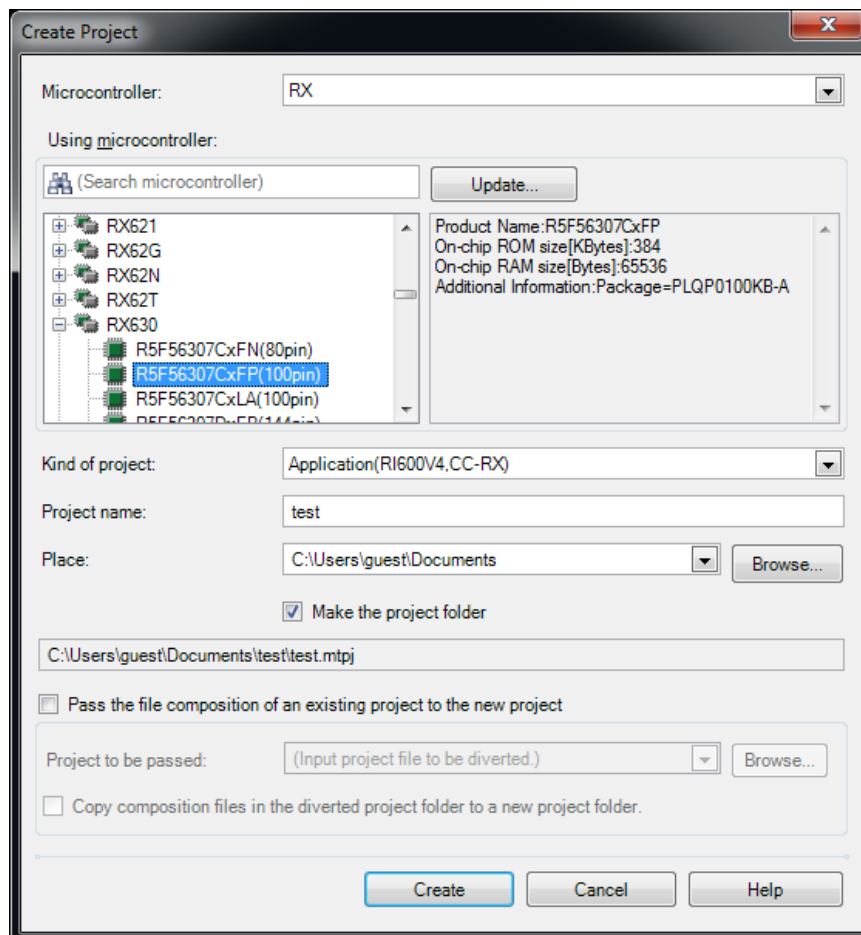 Create Project
Microcontroller:
RX
Using microcontroller:
(Search microcontroller)
Update...
RX621
RX62G
RX62N
RX62T
RX630
R5F56307CxFN(80pin)
R5F56307CxFP(100pin)
R5F56307CxLA(100pin)
Product Name:R5F56307CxFP
On-chip ROM size[KBytes]:384
On-chip RAM size[Bytes]:65536
Additional Information:Package=PLQP0100KB-A
Kind of project:
Application(RI600V4,CC-RX)
Project name:
test
Place:
C:\Users\guest\Documents
Browse...
Make the project folder
C:\Users\guest\Documents\test\test.mtpj
Pass the file composition of an existing project to the new project
Project to be passed:
(Input project file to be diverted.)
Browse...
Copy composition files in the diverted project folder to a new project folder.
Create
Cancel
Help